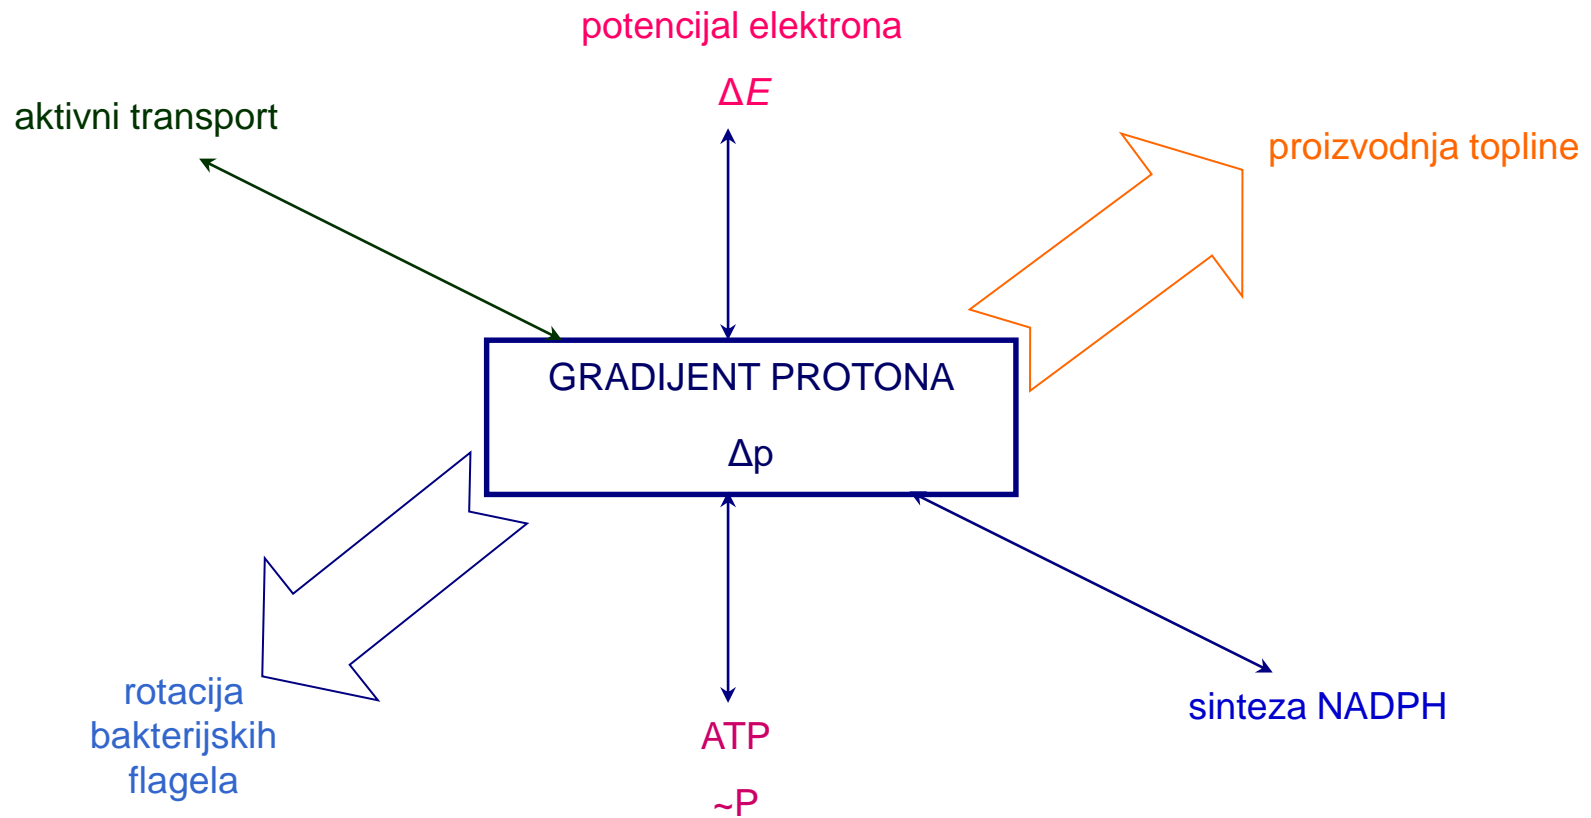 potencijal elektrona
ΔE
aktivni transport
proizvodnja topline
GRADIJENT PROTONA
Δp
rotacija
bakterijskih
flagela
ATP
~P
sinteza NADPH